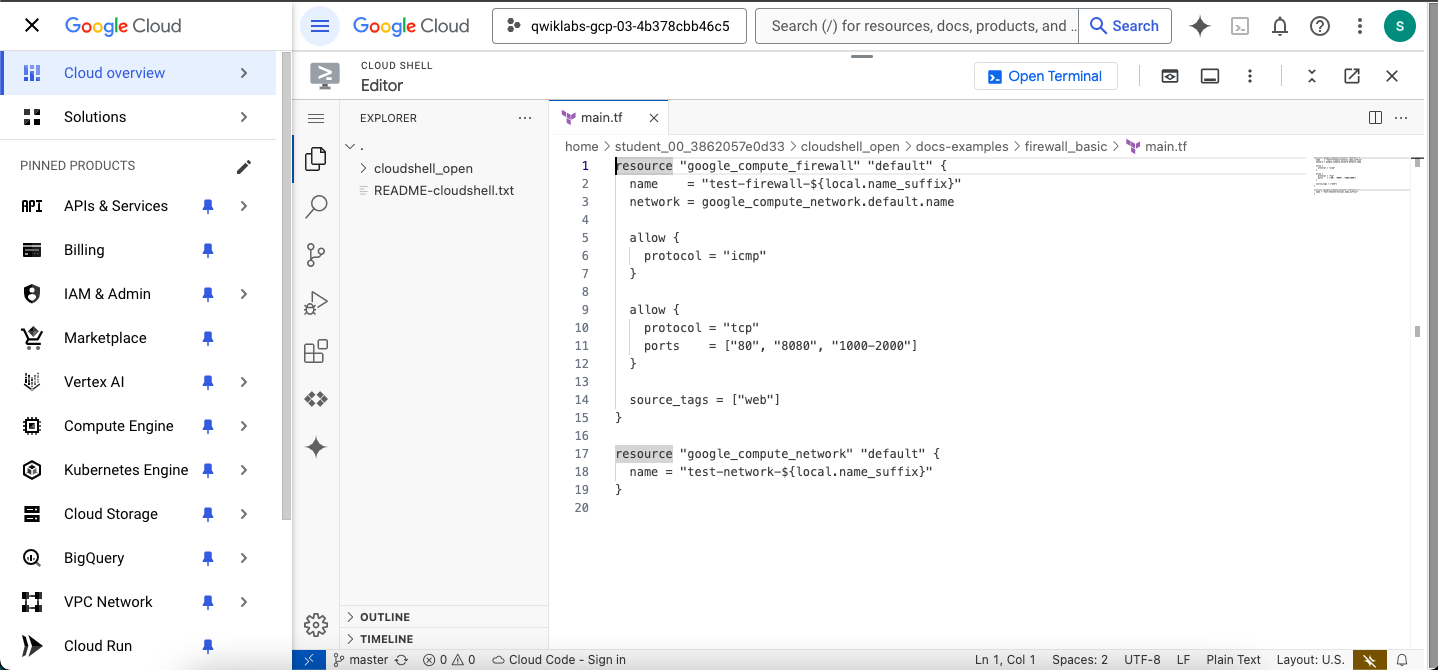 Google Cloud
Cloud overview
Solutions
PINNED PRODUCTS
APIs & Services
Billing
IAM & Admin
Marketplace
Vertex AI
Compute Engine
Kubernetes Engine
Cloud Storage
BigQuery
VPC Network
Cloud Run
Google Cloud
qwiklabs-gcp-03-4b378cbb46c5
Search (/) for resources, docs, products, and ...
Search
S
CLOUD SHELL
Editor
Open Terminal
EXPLORER
.
cloudshell_open
README-cloudshell.txt
OUTLINE
TIMELINE
main.tf
home > student_00_3862057e0d33 > cloudshell_open > docs-examples > firewall_basic > main.tf
1 resource "google_compute_firewall" "default" {
2   name    = "test-firewall-${local.name_suffix}"
3   network = google_compute_network.default.name
4
5   allow {
6     protocol = "icmp"
7   }
8
9   allow {
10     protocol = "tcp"
11     ports    = ["80", "8080", "1000-2000"]
12   }
13
14   source_tags = ["web"]
15 }
16
17 resource "google_compute_network" "default" {
18   name = "test-network-${local.name_suffix}"
19 }
20
master 0 0 Cloud Code - Sign in Ln 1, Col 1 Spaces: 2 UTF-8 LF Plain Text Layout: U.S.